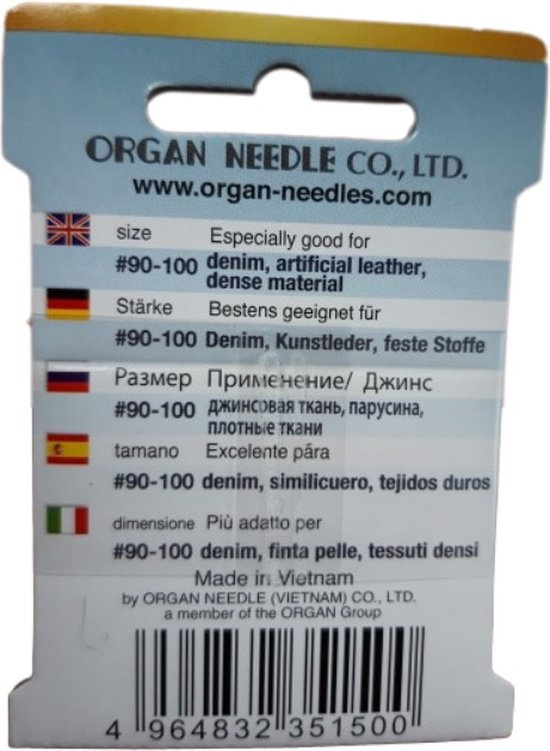 ORGAN NEEDLE CO., LTD.
www.organ-needles.com
size Especially good for
#90-100 denim, artificial leather,
dense material
Stärke Bestens geeignet für
#90-100 Denim, Kunstleder, feste Stoffe
Размер Применение/ Джинс
#90-100 джинсовая ткань, парусина,
плотные ткани
tamano Excelente pára
#90-100 denim, similicuero, tejidos duros
dimensione Più adatto per
#90-100 denim, finta pelle, tessuti densi
Made in Vietnam
by ORGAN NEEDLE (VIETNAM) CO., LTD.
a member of the ORGAN Group
4 964832 351500